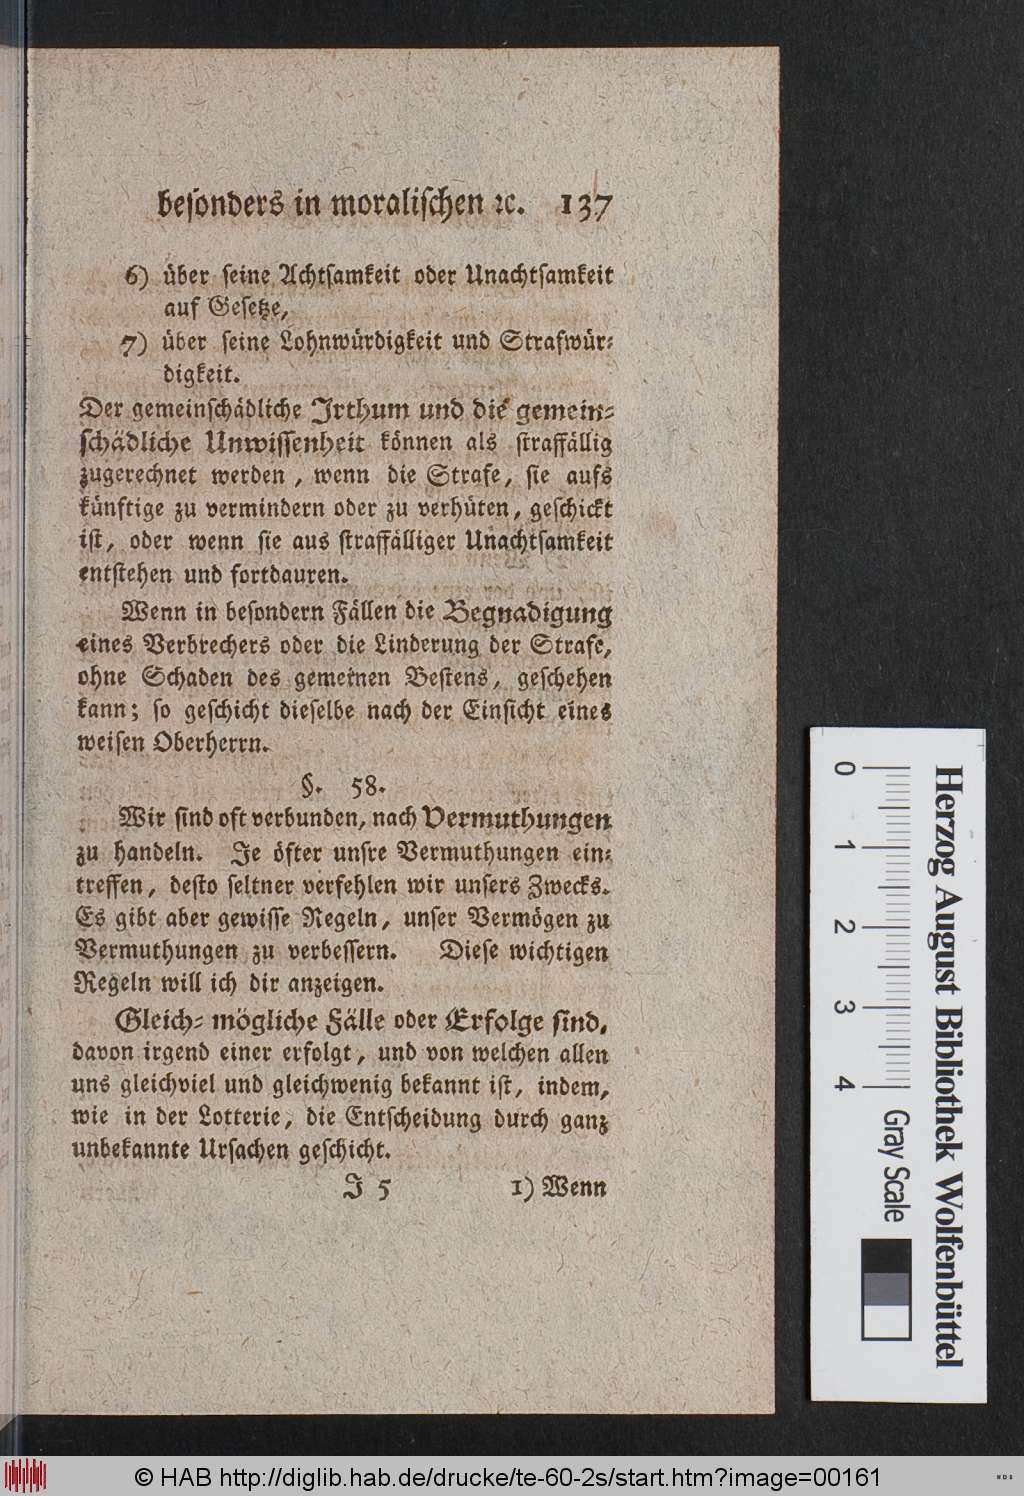 besonders in moralischen ꝛc. 137
6) über seine Achtsamkeit oder Unachtsamkeit
auf Gesetze,
7) über seine Lohnwürdigkeit und Strafwür⸗
digkeit.
Der gemeinschädliche Irthum und die gemein⸗
schädliche Unwissenheit können als straffällig
zugerechnet werden, wenn die Strafe, sie aufs
künftige zu vermindern oder zu verhüten, geschickt
ist, oder wenn sie aus straffälliger Unachtsamkeit
entstehen und fortdauren.
Wenn in besondern Fällen die Begnadigung
eines Verbrechers oder die Linderung der Strafe,
ohne Schaden des gemeinen Bestens, geschehen
kann; so geschicht dieselbe nach der Einsicht eines
weisen Oberherrn.
§. 58.
Wir sind oft verbunden, nach Vermuthungen
zu handeln. Je öfter unsre Vermuthungen ein⸗
treffen, desto seltner verfehlen wir unsers Zwecks.
Es gibt aber gewisse Regeln, unser Vermögen zu
Vermuthungen zu verbessern. Diese wichtigen
Regeln will ich dir anzeigen.
Gleich⸗ mögliche Fälle oder Erfolge sind,
davon irgend einer erfolgt, und von welchen allen
uns gleichviel und gleichwenig bekannt ist, indem,
wie in der Lotterie, die Entscheidung durch ganz
unbekannte Ursachen geschicht.
J 5 1) Wenn
Herzog August Bibliothek Wolfenbüttel
0 1 2 3 4 Gray Scale
© HAB http://diglib.hab.de/drucke/te-60-2s/start.htm?image=00161